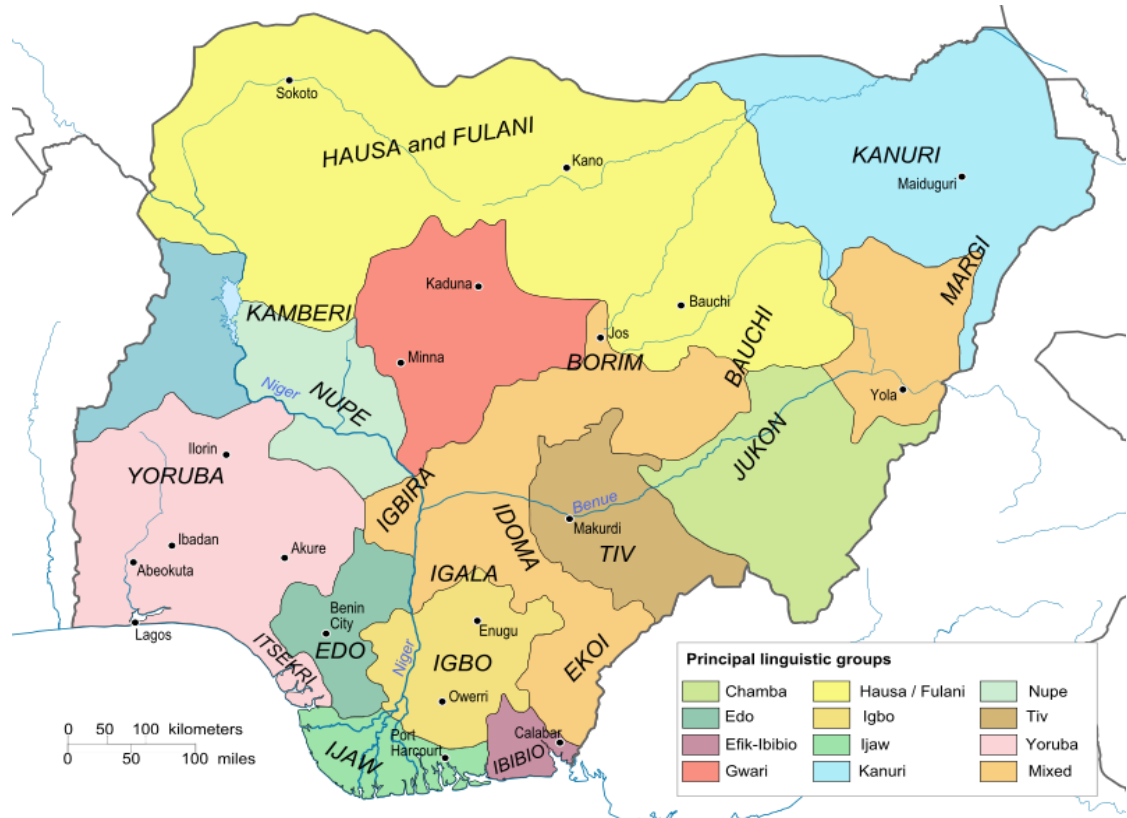 Sokoto
HAUSA and FULANI
Kano
KANURI
Maiduguri
MARGI
Kaduna
KAMBERI
Bauchi
Jos
BORIM
BAUCHI
Minna
Niger
NUPE
Yola
Ilorin
YORUBA
JUKON
IGBIRA
Benue
IDOMA
Makurdi
TIV
Ibadan
Akure
Abeokuta
IGALA
Benin
City
Enugu
Lagos
EDO
ITSEKRI
Niger
IGBO
EKOI
Owerri
Port
Harcourt
Calabar
IJAW
IBIBIO
0 50 100 kilometers
0 50 100 miles
Principal linguistic groups
Chamba
Edo
Efik-Ibibio
Gwari
Hausa / Fulani
Igbo
Ijaw
Kanuri
Nupe
Tiv
Yoruba
Mixed